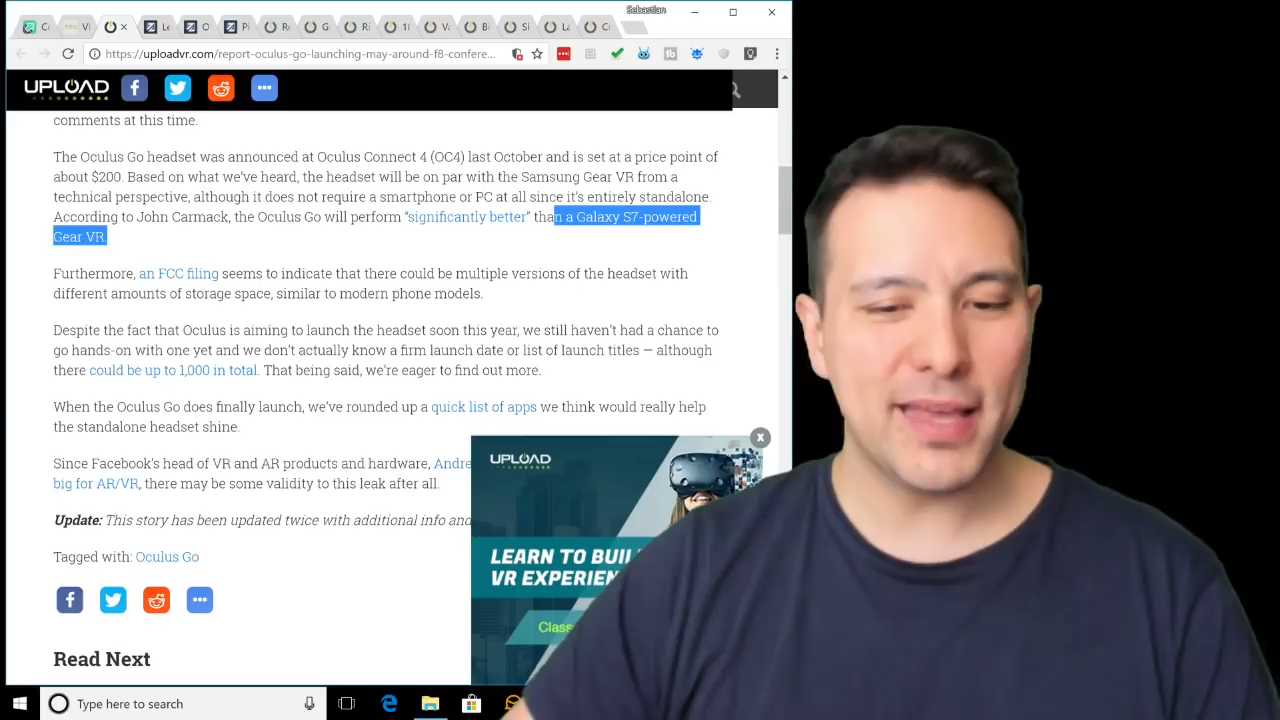 Sebastian
https://uploadvr.com/report-oculus-go-launching-may-around-f8-confere...
UPLOAD
comments at this time.
The Oculus Go headset was announced at Oculus Connect 4 (OC4) last October and is set at a price point of
about $200. Based on what we've heard, the headset will be on par with the Samsung Gear VR from a
technical perspective, although it does not require a smartphone or PC at all since it's entirely standalone.
According to John Carmack, the Oculus Go will perform "significantly better" than a Galaxy S7-powered
Gear VR.
Furthermore, an FCC filing seems to indicate that there could be multiple versions of the headset with
different amounts of storage space, similar to modern phone models.
Despite the fact that Oculus is aiming to launch the headset soon this year, we still haven't had a chance to
go hands-on with one yet and we don't actually know a firm launch date or list of launch titles — although
there could be up to 1,000 in total. That being said, we're eager to find out more.
When the Oculus Go does finally launch, we've rounded up a quick list of apps we think would really help
the standalone headset shine.
Since Facebook's head of VR and AR products and hardware, Andre
big for AR/VR, there may be some validity to this leak after all.
Update: This story has been updated twice with additional info and
Tagged with: Oculus Go
Read Next
UPLOAD
LEARN TO BUIL
VR EXPERIEN
Class
Type here to search